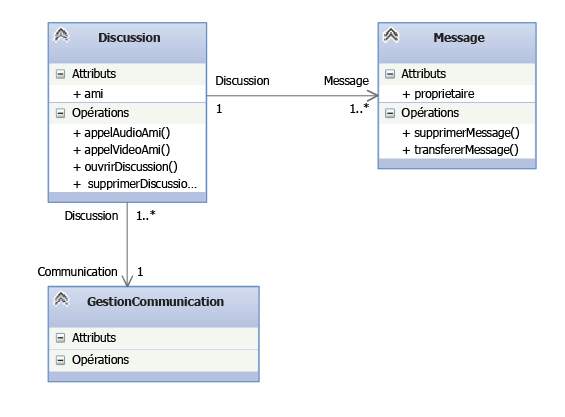 Discussion
Attributs
+ ami
Opérations
+ appelAudioAmi()
+ appelVideoAmi()
+ ouvrirDiscussion()
+ supprimerDiscussio...
Discussion
Message
1
1..*
Message
Attributs
+ proprietaire
Opérations
+ supprimerMessage()
+ transfererMessage()
Discussion
1..*
Communication
1
GestionCommunication
Attributs
Opérations